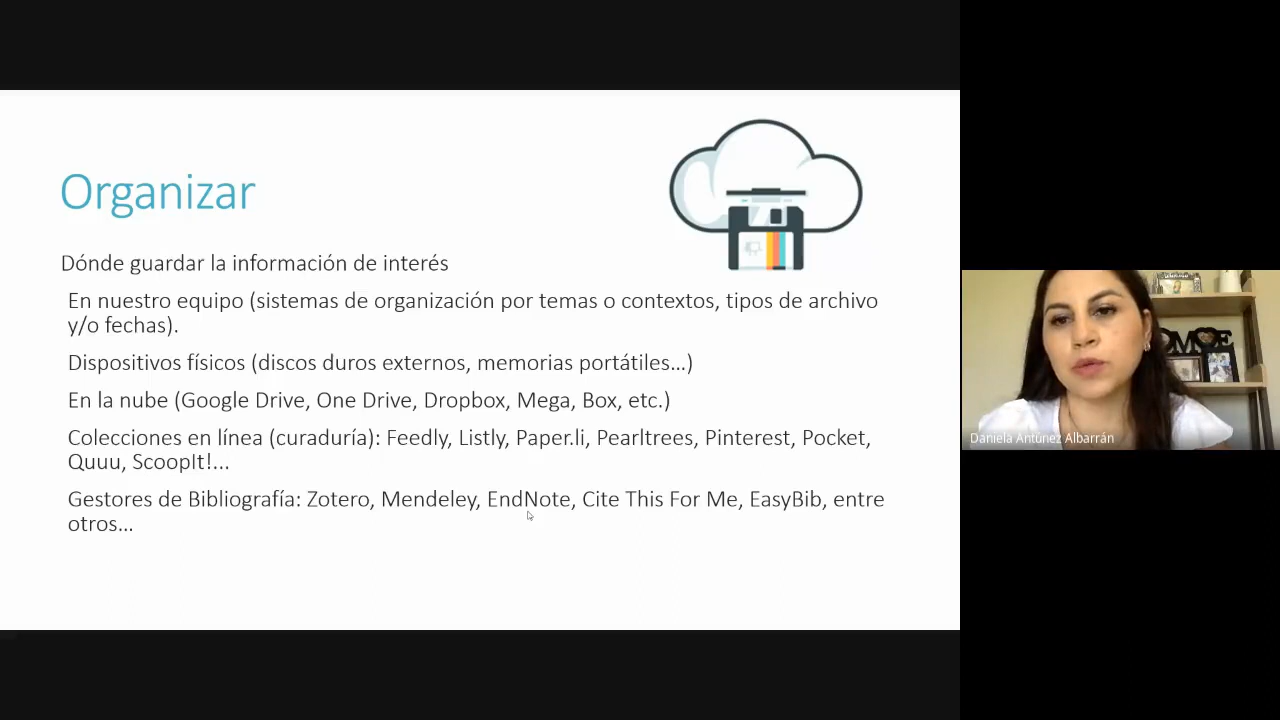 Organizar
Dónde guardar la información de interés
En nuestro equipo (sistemas de organización por temas o contextos, tipos de archivo
y/o fechas).
Dispositivos físicos (discos duros externos, memorias portátiles...)
En la nube (Google Drive, One Drive, Dropbox, Mega, Box, etc.)
Colecciones en línea (curaduría): Feedly, Listly, Paper.li, Pearltrees, Pinterest, Pocket,
Quuu, ScoopIt!...
Gestores de Bibliografía: Zotero, Mendeley, EndNote, Cite This For Me, EasyBib, entre
otros...
Daniela Antúnez Albarrán